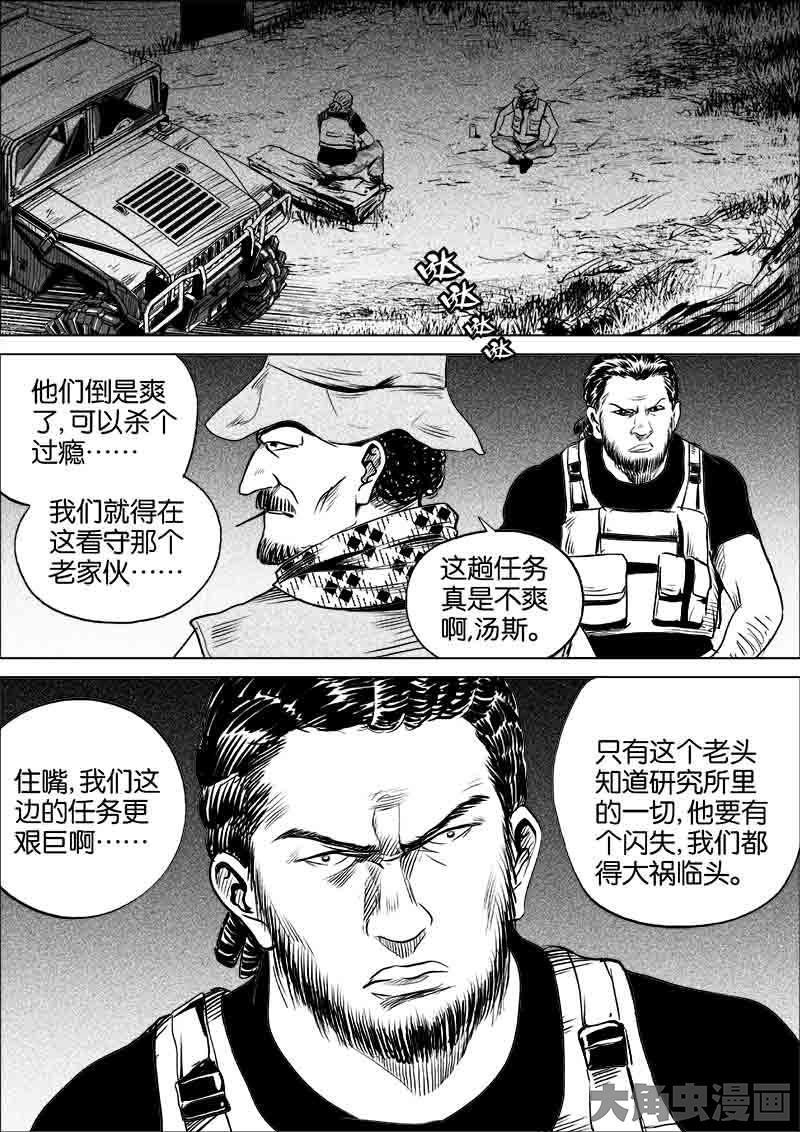 哒
哒
哒
哒
他们倒是爽
了,可以杀个
过瘾……
我们就得在
这看守那个
老家伙……
这趟任务
真是不爽
啊,汤斯。
住嘴,我们这
边的任务更
艰巨啊……
只有这个老头
知道研究所里
的一切,他要有
个闪失,我们都
得大祸临头。
大角虫漫画